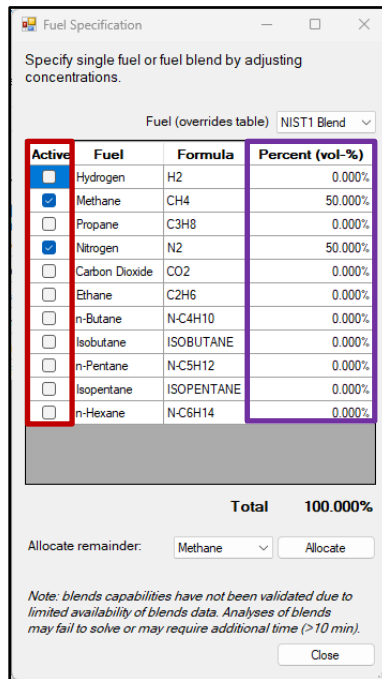 Fuel Specification
Specify single fuel or fuel blend by adjusting
concentrations.
Fuel (overrides table) NIST1 Blend
Active Fuel Formula Percent (vol-%)
Hydrogen H2 0.000%
Methane CH4 50.000%
Propane C3H8 0.000%
Nitrogen N2 50.000%
Carbon Dioxide CO2 0.000%
Ethane C2H6 0.000%
n-Butane N-C4H10 0.000%
Isobutane ISOBUTANE 0.000%
n-Pentane N-C5H12 0.000%
Isopentane ISOPENTANE 0.000%
n-Hexane N-C6H14 0.000%
Total 100.000%
Allocate remainder: Methane Allocate
Note: blends capabilities have not been validated due to
limited availability of blends data. Analyses of blends
may fail to solve or may require additional time (>10 min).
Close